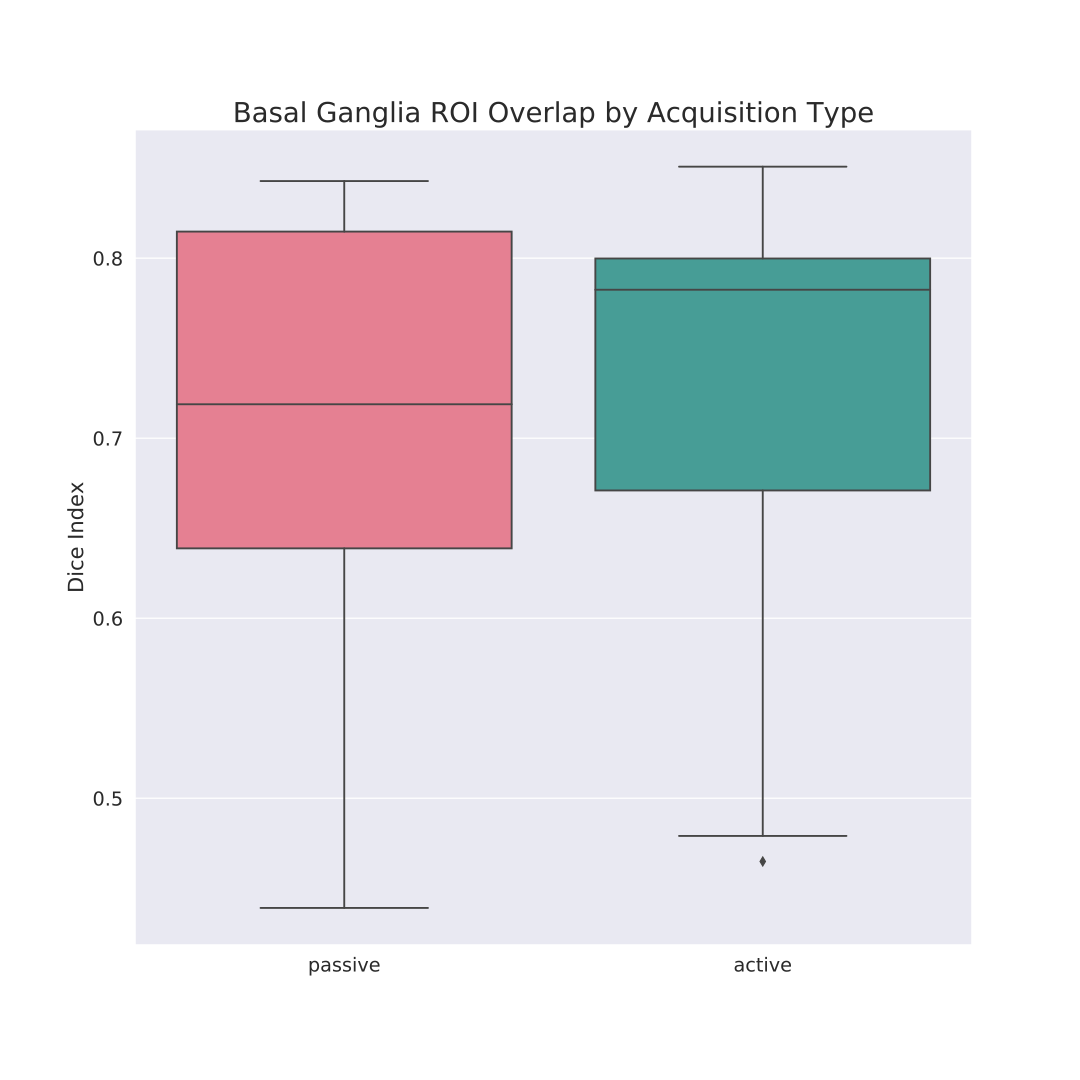 Basal Ganglia ROI Overlap by Acquisition Type
0.8
0.7
0.6
0.5
Dice Index
passive
active